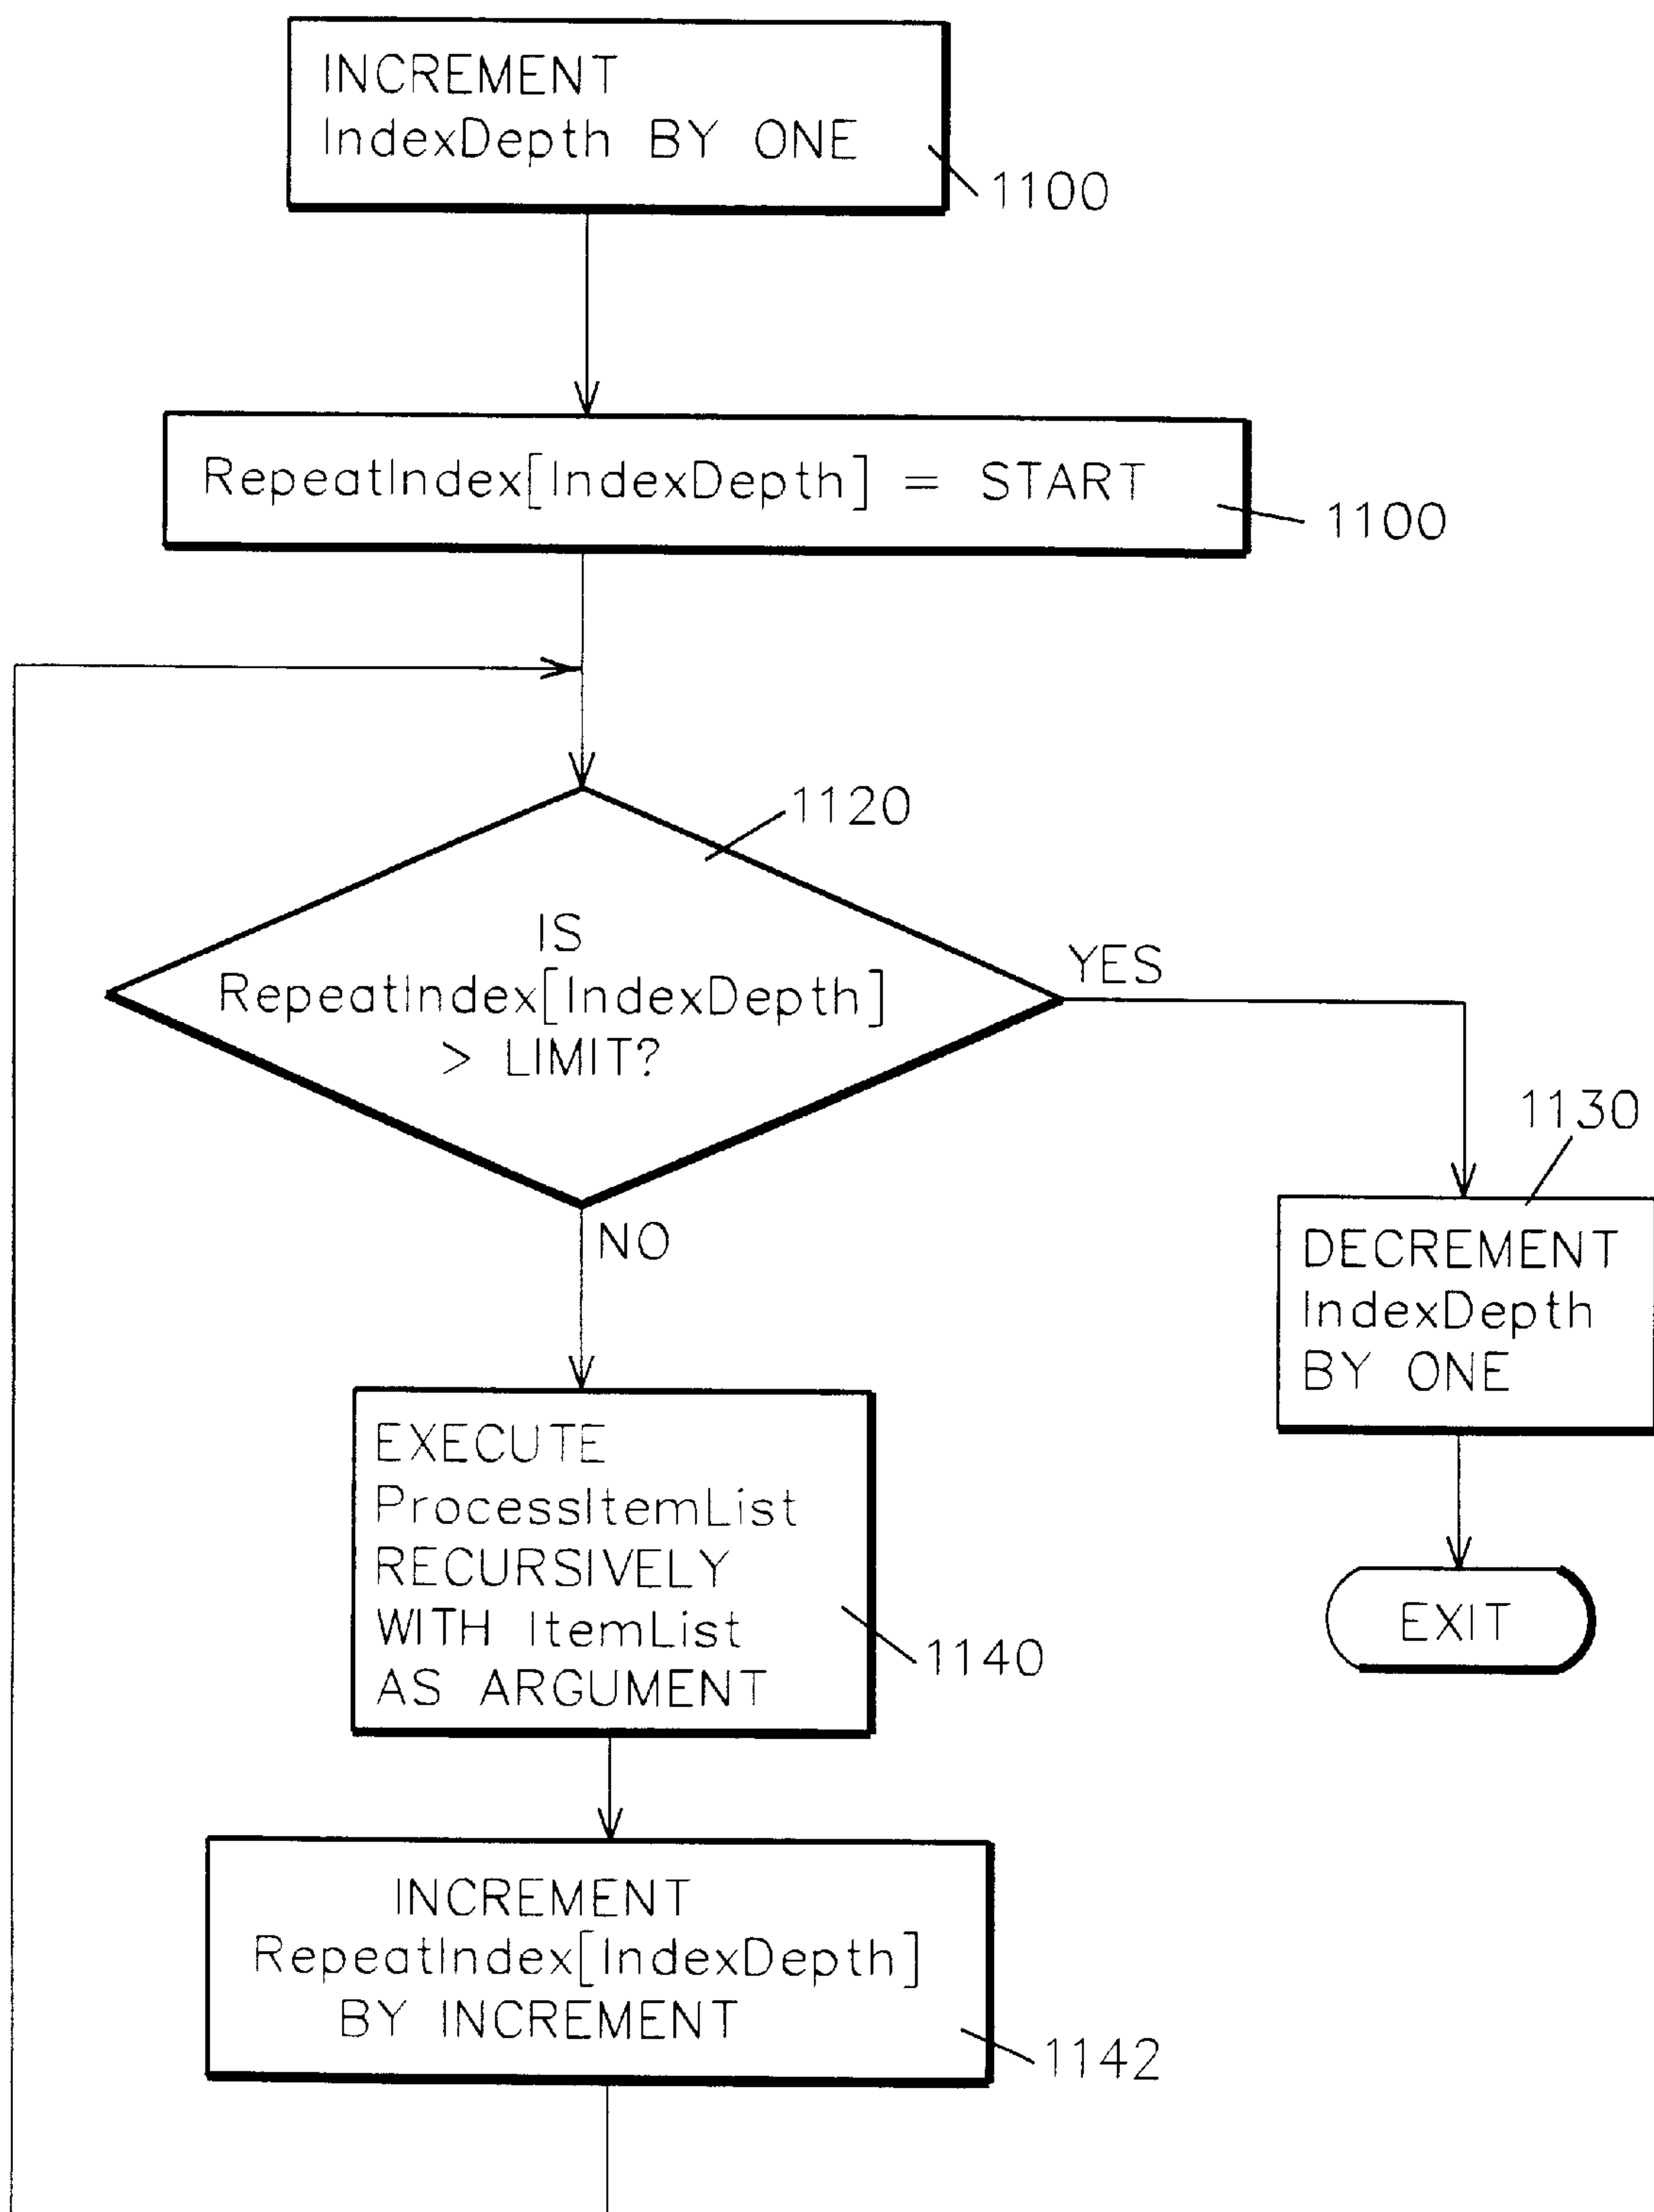 INCREMENT
IndexDepth BY ONE
1100
RepeatIndex[IndexDepth] = START
1100
1120
IS
RepeatIndex[IndexDepth]
> LIMIT?
YES
NO
1130
DECREMENT
IndexDepth
BY ONE
EXIT
EXECUTE
ProcessItemList
RECURSIVELY
WITH ItemList
AS ARGUMENT
1140
INCREMENT
RepeatIndex[IndexDepth]
BY INCREMENT
1142